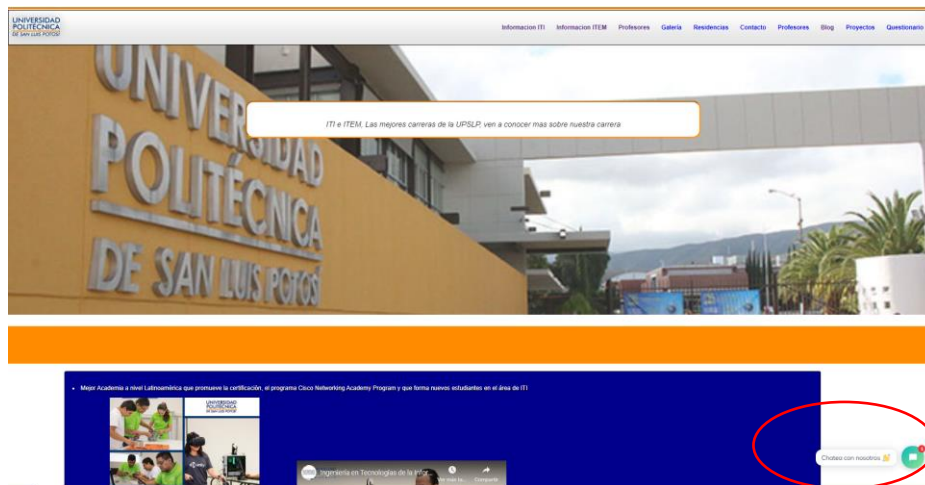 UNIVERSIDAD
POLITÉCNICA
DE SAN LUIS POTOSÍ
Informacion ITI Informacion ITEM Profesores Galería Residencias Contacto Profesores Blog Proyectos Questionario
UNIVERSIDAD
POLITÉCNICA
DE SAN LUIS POTOSÍ
ITI e ITEM, Las mejores carreras de la UPSLP, ven a conocer mas sobre nuestra carrera
Mejor Academia a nivel Latinoamérica que promueve la certificación, el programa Cisco Networking Academy Program y que forma nuevos estudiantes en el área de ITI
UNIVERSIDAD
POLITÉCNICA
DE SAN LUIS POTOSÍ
Ingeniería en Tecnologías de la Infor...
Ver más ta... Compartir
Chatea con nosotros